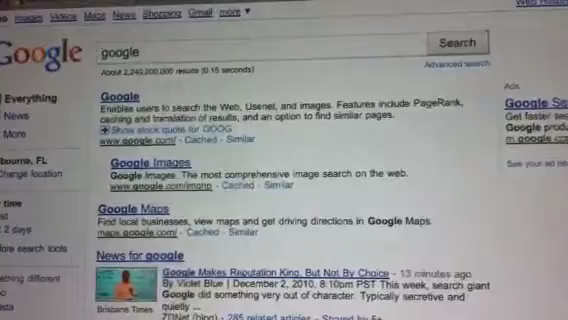 Images Videos Maps News Shopping Gmail more ▼
Google
google
Search
About 2,240,000,000 results (0.15 seconds)
Advanced search
Everything
News
More
bourne, FL
Change location
time
2 days
ore search tools
ething different
Google
Enables users to search the Web, Usenet, and images. Features include PageRank,
caching and translation of results, and an option to find similar pages.
Show stock quote for GOOG
www.google.com/ - Cached - Similar
Google Images
Google Images. The most comprehensive image search on the web.
www.google.com/imghp - Cached - Similar
Google Maps
Find local businesses, view maps and get driving directions in Google Maps.
maps.google.com/ - Cached - Similar
News for google
Google Makes Reputation King, But Not By Choice - 13 minutes ago
By Violet Blue | December 2, 2010, 8:10pm PST This week, search giant
Google did something very out of character. Typically secretive and
quietly ...
ZDNet (blog) - 285 related articles - Shared by 5+
Brisbane Times
Ads
Google Se
Get faster sea
Google produ
m.google.com
See your ad he